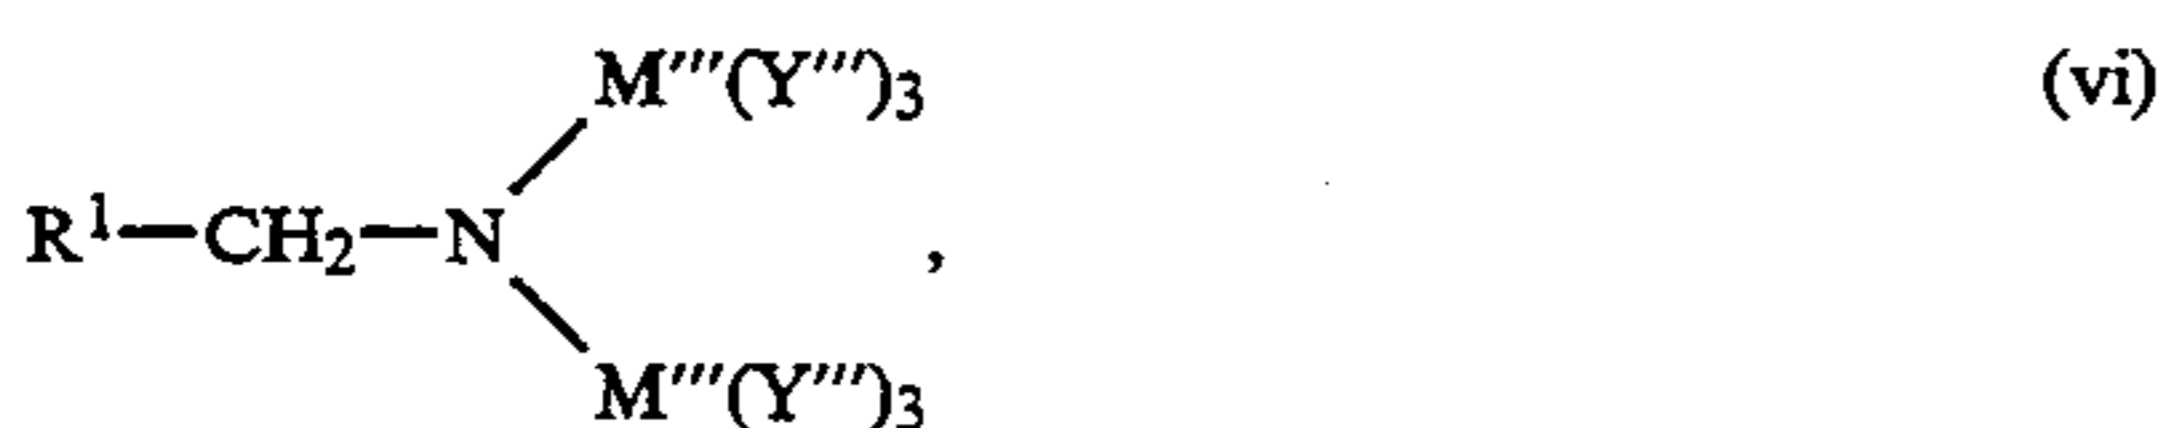 M‴(Y‴)₃ (vi)
R¹—CH₂—N ,
M‴(Y‴)₃